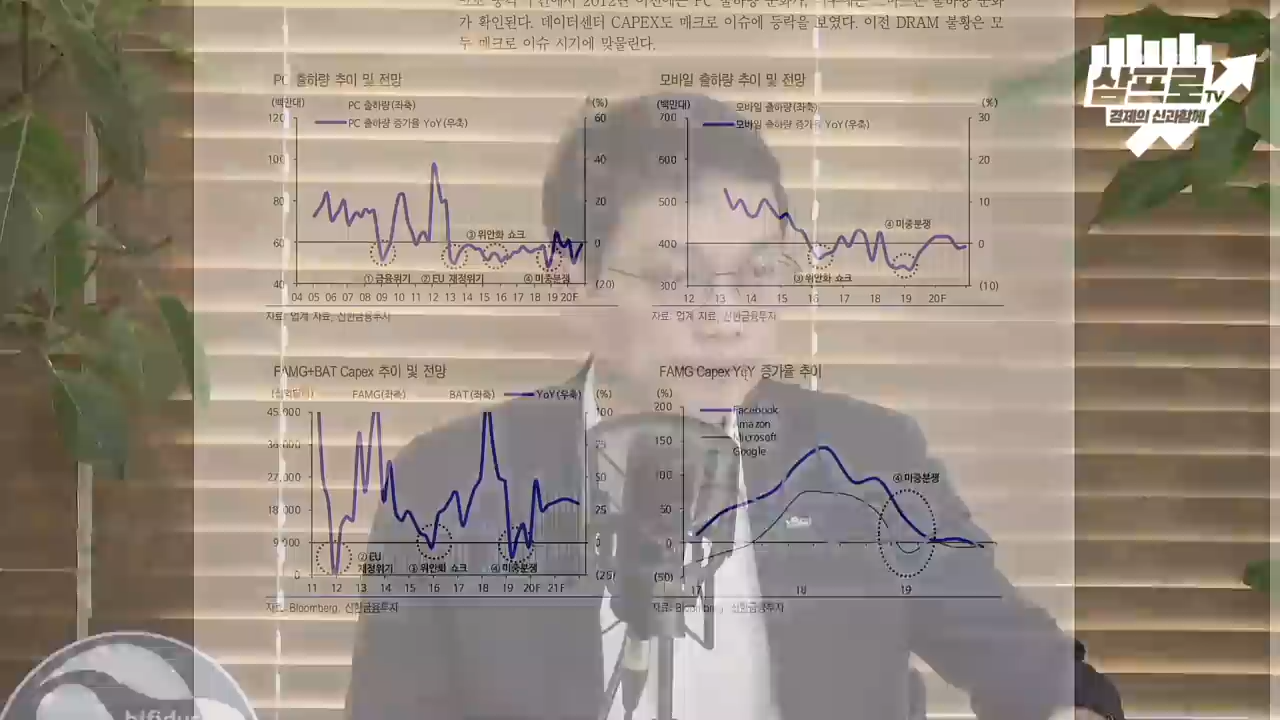 가 확인된다. 데이터센터 CAPEX도 매크로 이슈에 등락을 보였다. 이전 DRAM 불황은 모
두 매크로 이슈 시기에 맞물린다.
삼프로TV
경제의 신과함께
PC 출하량 추이 및 전망
(백만대) PC 출하량(좌축) (%)
PC 출하량 증가율 YoY(우축)
120 60
100 40
80 20
60 0
40 (20)
③ 위안화 쇼크
① 금융위기 ② EU 재정위기 ④ 미중분쟁
04 05 06 07 08 09 10 11 12 13 14 15 16 17 18 19 20F
자료: 업계 자료, 신한금융투자
모바일 출하량 추이 및 전망
(백만대) 모바일 출하량(좌축) (%)
모바일 출하량 증가율 YoY(우축)
700 30
600 20
500 10
400 0
300 (10)
④ 미중분쟁
③ 위안화 쇼크
12 13 14 15 16 17 18 19 20F
자료: 업계 자료, 신한금융투자
FAMG+BAT Capex 추이 및 전망
FAMG(좌축) BAT(좌축) YoY(우축) (%)
45,000 100
36,000 75
27,000 50
18,000 25
9,000 0
0 (25)
② EU
재정위기 ③ 위안화 쇼크 ④ 미중분쟁
11 12 13 14 15 16 17 18 19 20F 21F
자료: Bloomberg, 신한금융투자
FAMG Capex YoY 증가율 추이
(%)
200
150
100
50
0
(50)
Facebook
Amazon
Microsoft
Google
④ 미중분쟁
17 18 19
자료: Bloomberg, 신한금융투자
bifidus